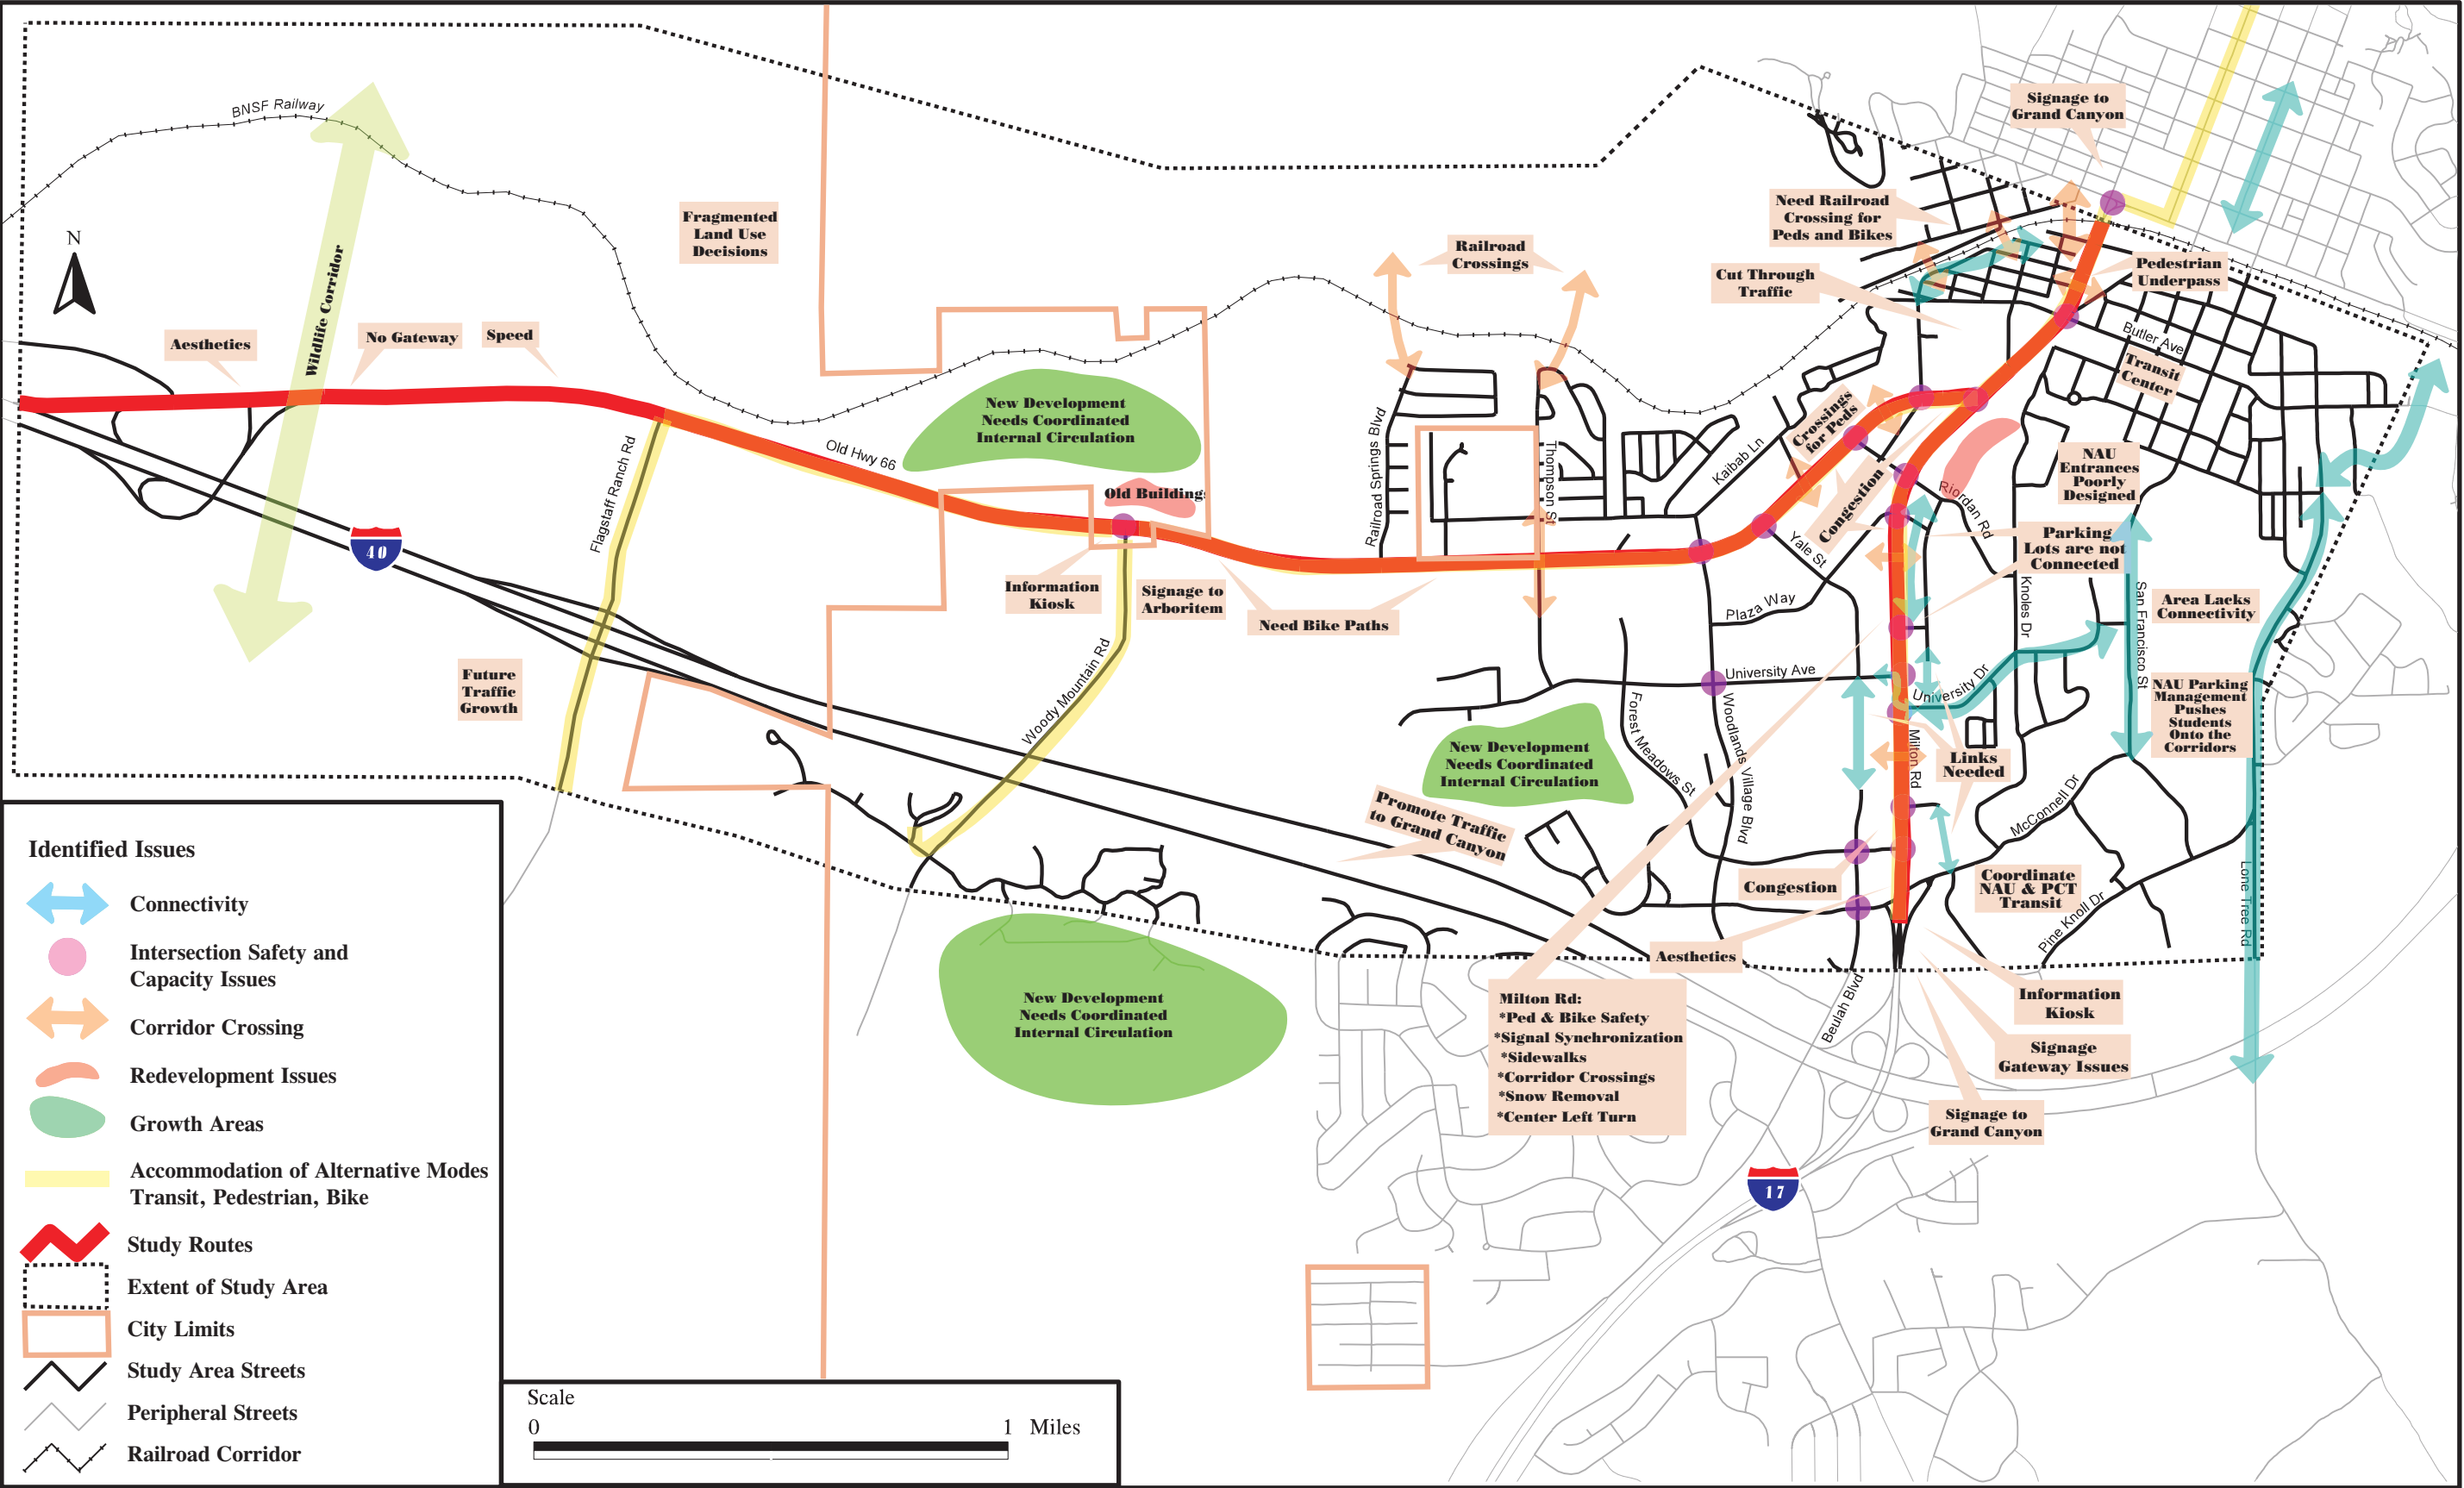 BNSF Railway
N
Wildlife Corridor
Aesthetics
No Gateway
Speed
Fragmented
Land Use
Decisions
Flagstaff Ranch Rd
Old Hwy 66
40
Future
Traffic
Growth
New Development
Needs Coordinated
Internal Circulation
Old Building
Information
Kiosk
Signage to
Arboritem
Woody Mountain Rd
Need Bike Paths
Railroad
Crossings
Railroad Springs Blvd
Thompson St
Kaibab Ln
Signage to
Grand Canyon
Need Railroad
Crossing for
Peds and Bikes
Cut Through
Traffic
Pedestrian
Underpass
Butler Ave
Transit
Center
Crossings
for Peds
Congestion
NAU
Entrances
Poorly
Designed
Riordan Rd
Yale St
Plaza Way
Parking
Lots are not
Connected
Knoles Dr
San Francisco St
Area Lacks
Connectivity
University Ave
University Dr
NAU Parking
Management
Pushes
Students
Onto the
Corridors
Forest Meadows St
Woodlands Village Blvd
Milton Rd
Links
Needed
New Development
Needs Coordinated
Internal Circulation
Promote Traffic
to Grand Canyon
McConnell Dr
Congestion
Coordinate
NAU & PCT
Transit
Pine Knoll Dr
Lone Tree Rd
Aesthetics
Beulah Blvd
Information
Kiosk
Signage
Gateway Issues
Signage to
Grand Canyon
New Development
Needs Coordinated
Internal Circulation
Milton Rd:
*Ped & Bike Safety
*Signal Synchronization
*Sidewalks
*Corridor Crossings
*Snow Removal
*Center Left Turn
17
Identified Issues
Connectivity
Intersection Safety and
Capacity Issues
Corridor Crossing
Redevelopment Issues
Growth Areas
Accommodation of Alternative Modes
Transit, Pedestrian, Bike
Study Routes
Extent of Study Area
City Limits
Study Area Streets
Peripheral Streets
Railroad Corridor
Scale
0 1 Miles